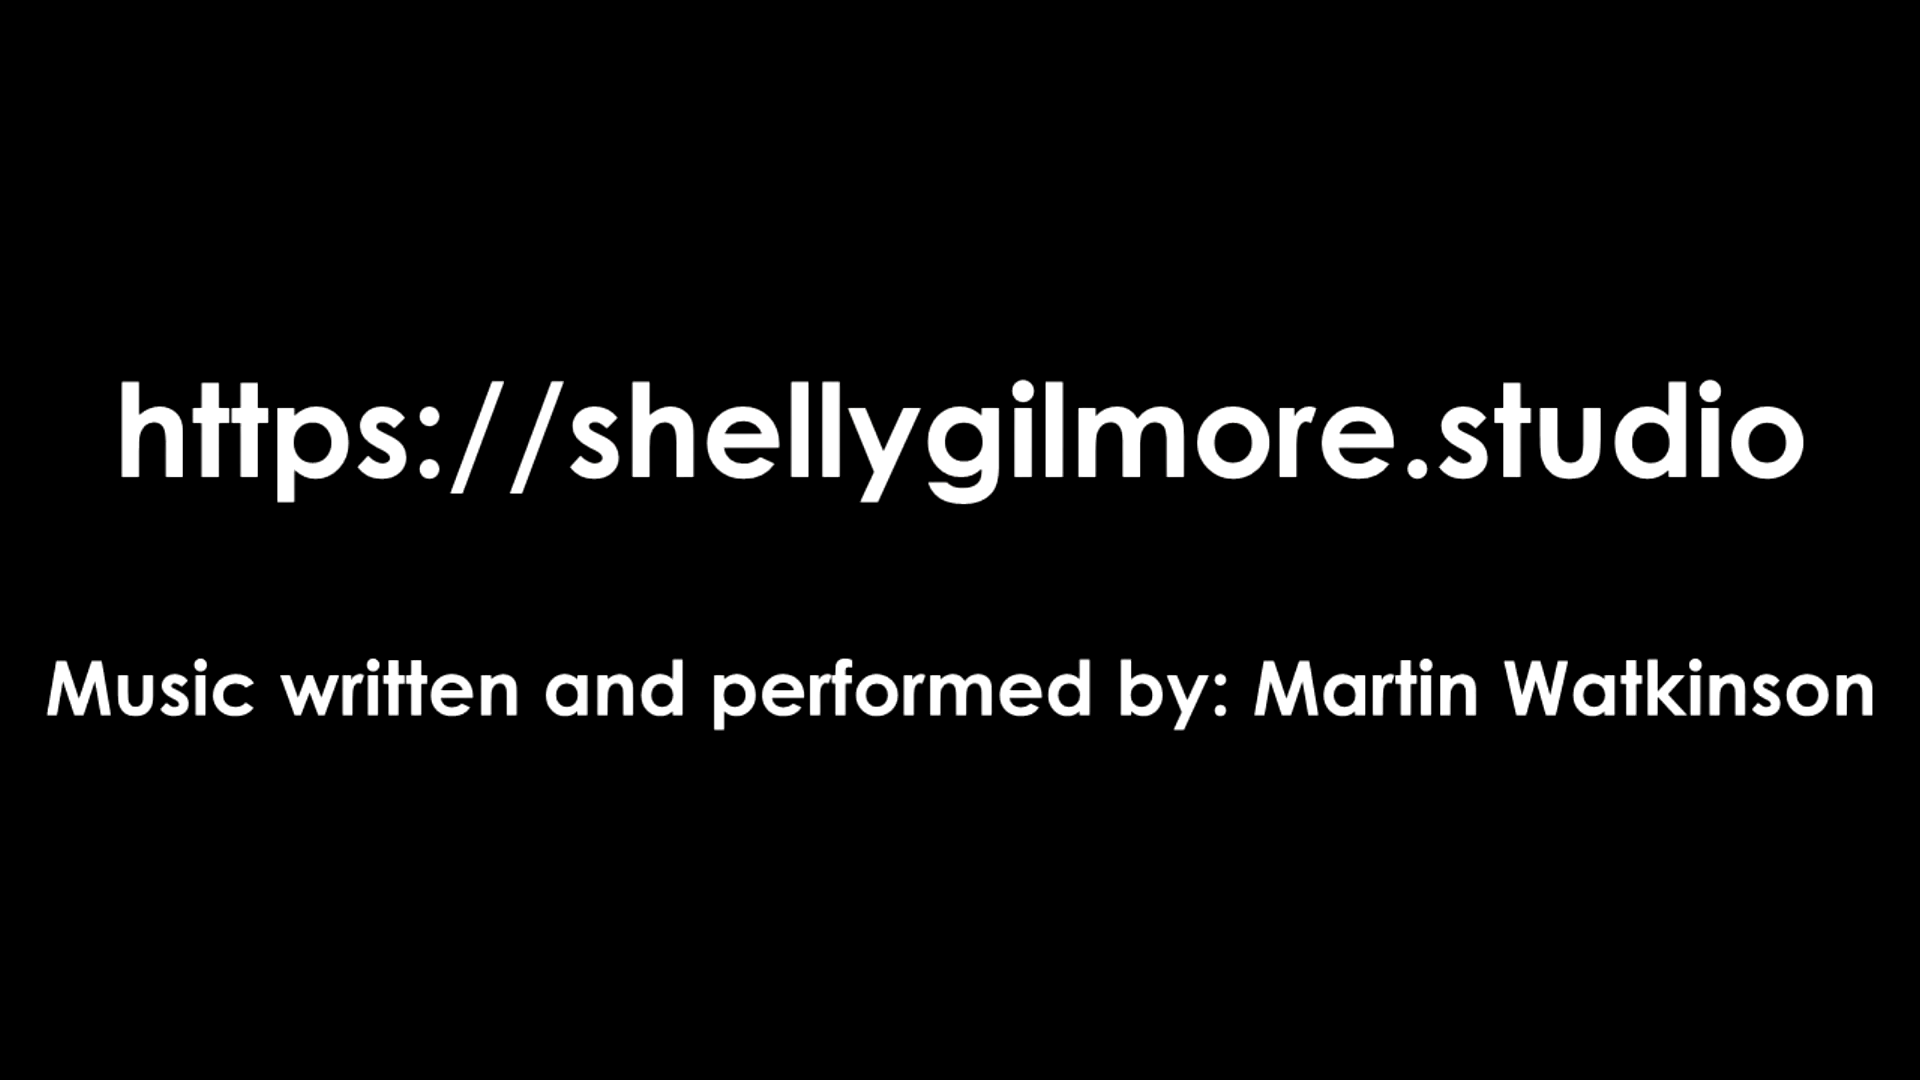 https://shellygilmore.studio
Music written and performed by: Martin Watkinson